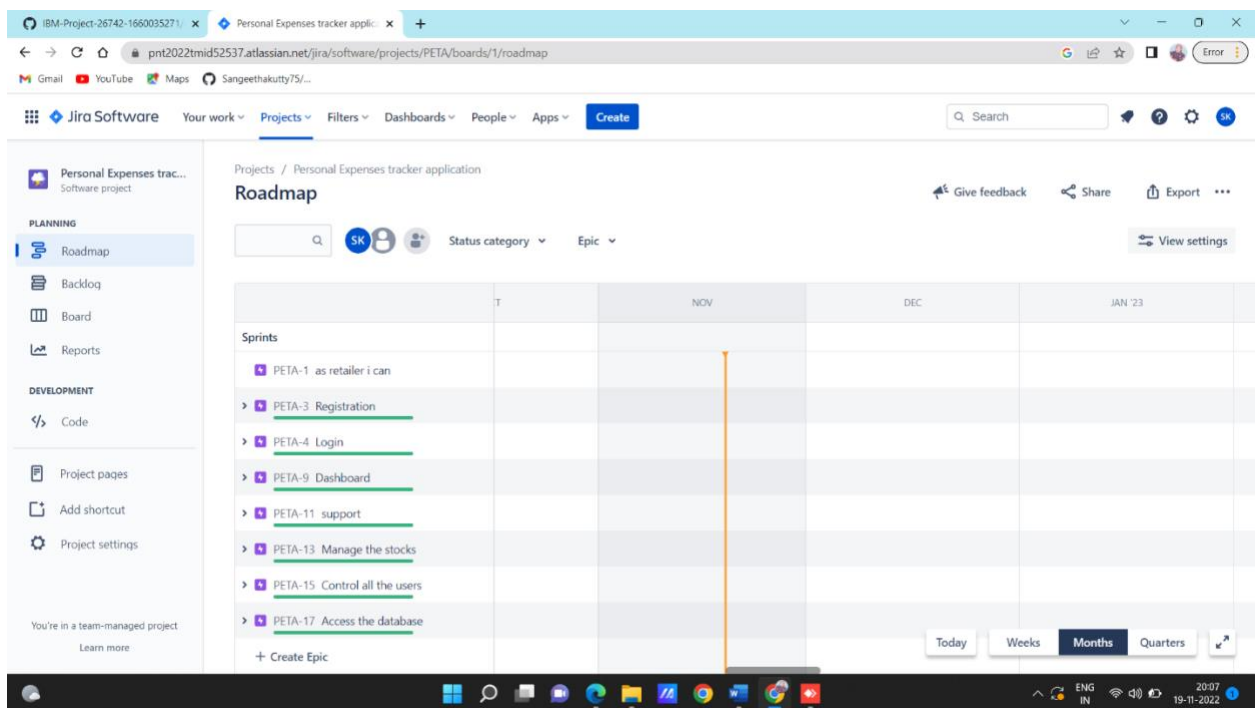 IBM-Project-26742-1660035271/
Personal Expenses tracker applic
pnt2022tmid52537.atlassian.net/jira/software/projects/PETA/boards/1/roadmap
Error
Gmail YouTube Maps Sangeethakutty75/...
Jira Software Your work Projects Filters Dashboards People Apps Create Search SK
Personal Expenses trac...
Software project
PLANNING
Roadmap
Backlog
Board
Reports
DEVELOPMENT
Code
Project pages
Add shortcut
Project settings
You're in a team-managed project
Learn more
Projects / Personal Expenses tracker application
Roadmap
Give feedback Share Export
SK Status category Epic View settings
T NOV DEC JAN '23
Sprints
PETA-1 as retailer i can
PETA-3 Registration
PETA-4 Login
PETA-9 Dashboard
PETA-11 support
PETA-13 Manage the stocks
PETA-15 Control all the users
PETA-17 Access the database
+ Create Epic
Today Weeks Months Quarters
ENG
IN
20:07
19-11-2022
1